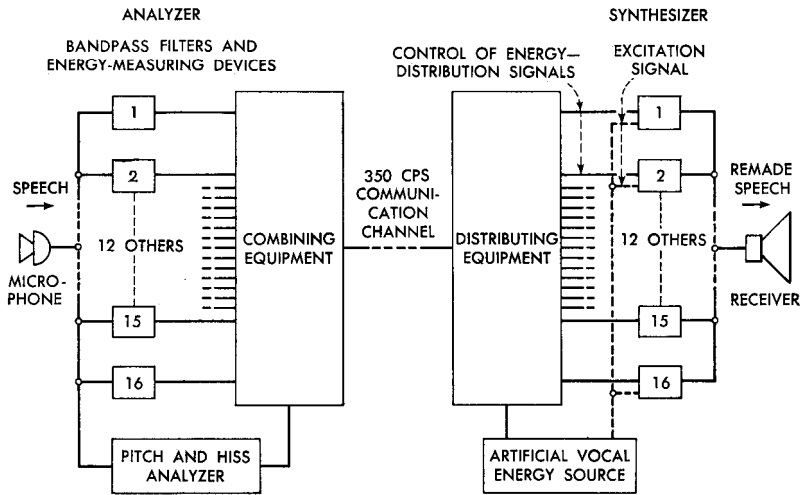 ANALYZER
BANDPASS FILTERS AND
ENERGY-MEASURING DEVICES
SPEECH
MICRO-
PHONE
1
2
12 OTHERS
15
16
PITCH AND HISS
ANALYZER
COMBINING
EQUIPMENT
350 CPS
COMMUNI-
CATION
CHANNEL
SYNTHESIZER
CONTROL OF ENERGY—
DISTRIBUTION SIGNALS
EXCITATION
SIGNAL
DISTRIBUTING
EQUIPMENT
1
2
12 OTHERS
15
16
ARTIFICIAL VOCAL
ENERGY SOURCE
REMADE
SPEECH
RECEIVER